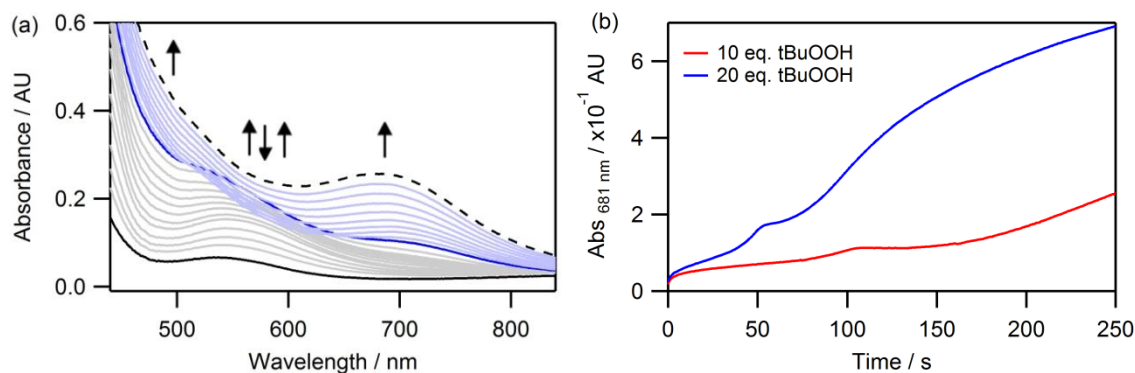 (a)
0.6
0.4
0.2
0.0
Absorbance / AU
500 600 700 800
Wavelength / nm
(b)
10 eq. tBuOOH
20 eq. tBuOOH
6
4
2
0
Abs 681 nm / x10⁻¹ AU
0 50 100 150 200 250
Time / s